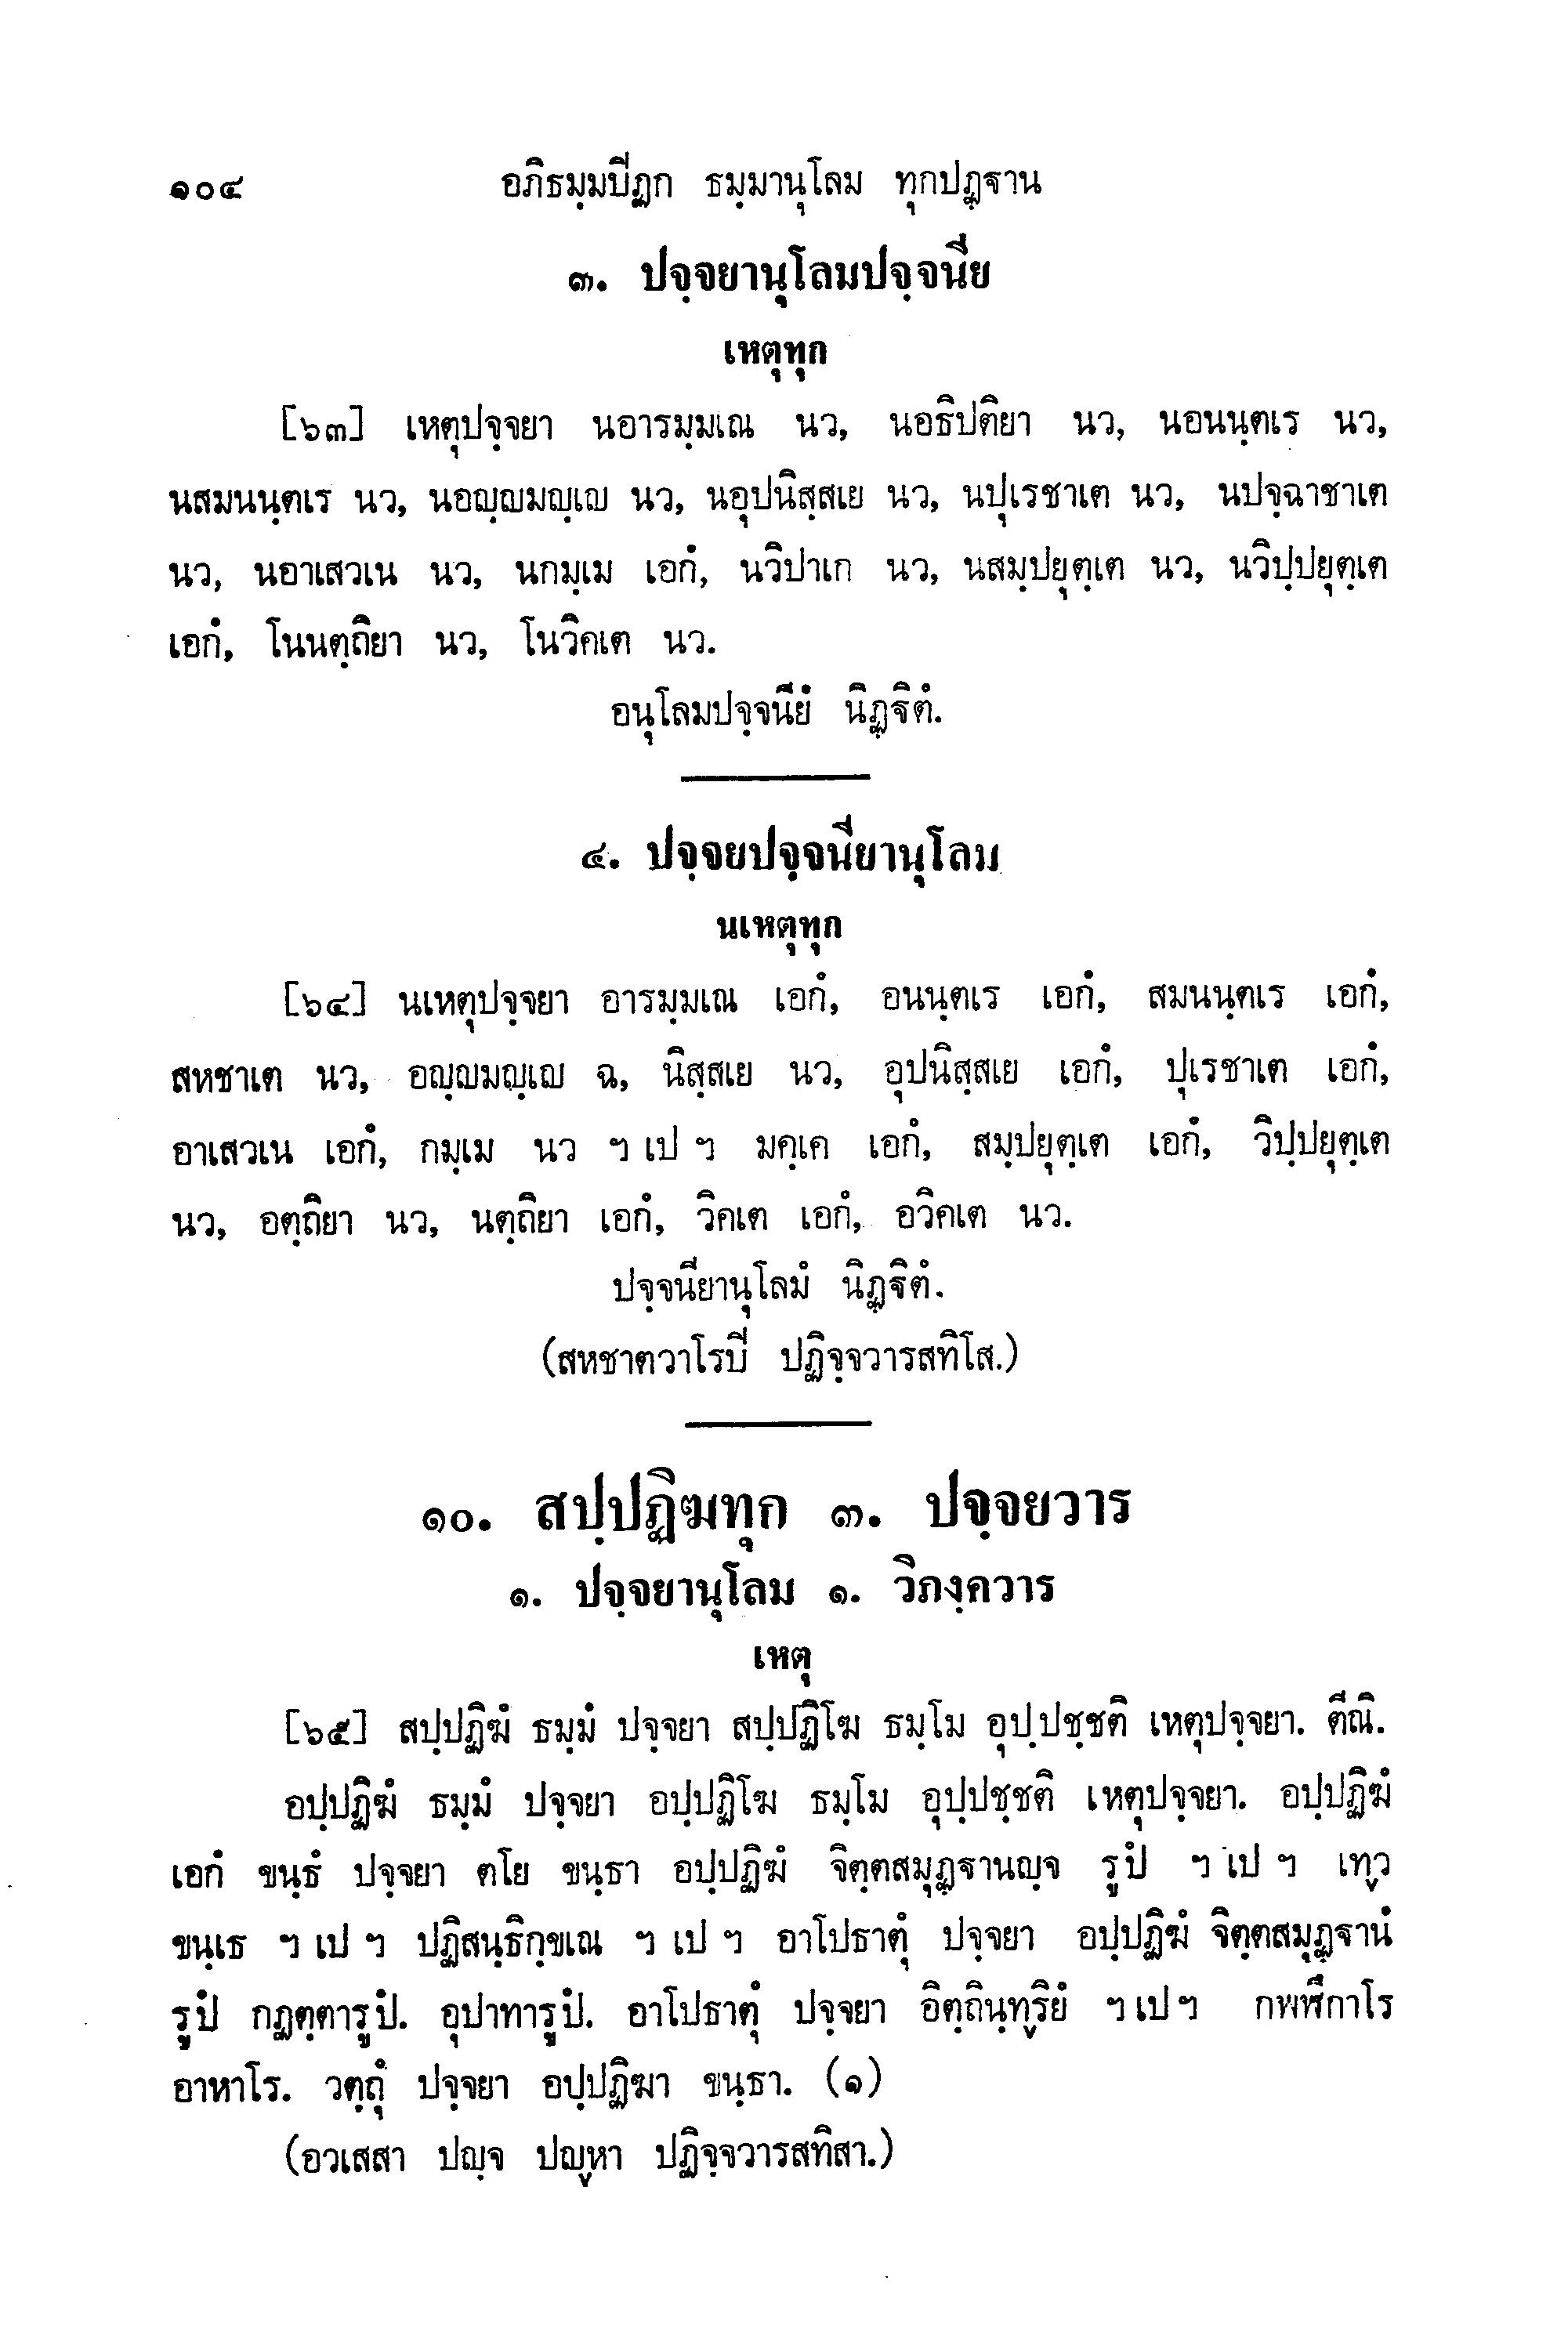 ๑๐๔ อภิธมฺมปิฏก ธมฺมานุโลม ทุกปฏฺฐาน
๓. ปจฺจยานุโลมปจฺจนีย
เหตุทุก
[๖๓] เหตุปจฺจยา นอารมฺมเณ นว, นอธิปติยา นว, นอนนฺตเร นว,
นสมนนฺตเร นว, นอญฺญมญฺเญ นว, นอุปนิสฺสเย นว, นปุเรชาเต นว, นปจฺฉาชาเต
นว, นอาเสวเน นว, นกมฺเม เอกํ, นวิปาเก นว, นสมฺปยุตฺเต นว, นวิปฺปยุตฺเต
เอกํ, โนนตฺถิยา นว, โนวิคเต นว.
อนุโลมปจฺจนียํ นิฏฺฐิตํ.
๔. ปจฺจยปจฺจนียานุโลม
นเหตุทุก
[๖๔] นเหตุปจฺจยา อารมฺมเณ เอกํ, อนนฺตเร เอกํ, สมนนฺตเร เอกํ,
สหชาเต นว, อญฺญมญฺเญ ฉ, นิสฺสเย นว, อุปนิสฺสเย เอกํ, ปุเรชาเต เอกํ,
อาเสวเน เอกํ, กมฺเม นว ฯ เป ฯ มคฺเค เอกํ, สมฺปยุตฺเต เอกํ, วิปฺปยุตฺเต
นว, อตฺถิยา นว, นตฺถิยา เอกํ, วิคเต เอกํ, อวิคเต นว.
ปจฺจนียานุโลมํ นิฏฺฐิตํ.
(สหชาตวาโรปี ปฏิจฺจวารสทิโส.)
๑๐. สปฺปฏิฆทุก ๓. ปจฺจยวาร
๑. ปจฺจยานุโลม ๑. วิภงฺควาร
เหตุ
[๖๕] สปฺปฏิฆํ ธมฺมํ ปจฺจยา สปฺปฏิโฆ ธมฺโม อุปฺปชฺชติ เหตุปจฺจยา. ตีณิ.
อปฺปฏิฆํ ธมฺมํ ปจฺจยา อปฺปฏิโฆ ธมฺโม อุปฺปชฺชติ เหตุปจฺจยา. อปฺปฏิฆํ
เอกํ ขนฺธํ ปจฺจยา ตโย ขนฺธา อปฺปฏิฆํ จิตฺตสมุฏฺฐานญฺจ รูปํ ฯ เป ฯ เทฺว
ขนฺเธ ฯ เป ฯ ปฏิสนฺธิกฺขเณ ฯ เป ฯ อาโปธาตุํ ปจฺจยา อปฺปฏิฆํ จิตฺตสมุฏฺฐานํ
รูปํ กฏตฺตารูปํ. อุปาทารูปํ. อาโปธาตุํ ปจฺจยา อิตฺถินฺทฺริยํ ฯ เป ฯ กพฬีกาโร
อาหาโร. วตฺถุํ ปจฺจยา อปฺปฏิฆา ขนฺธา. (๑)
(อวเสสา ปญฺจ ปญฺหา ปฏิจฺจวารสทิสา.)